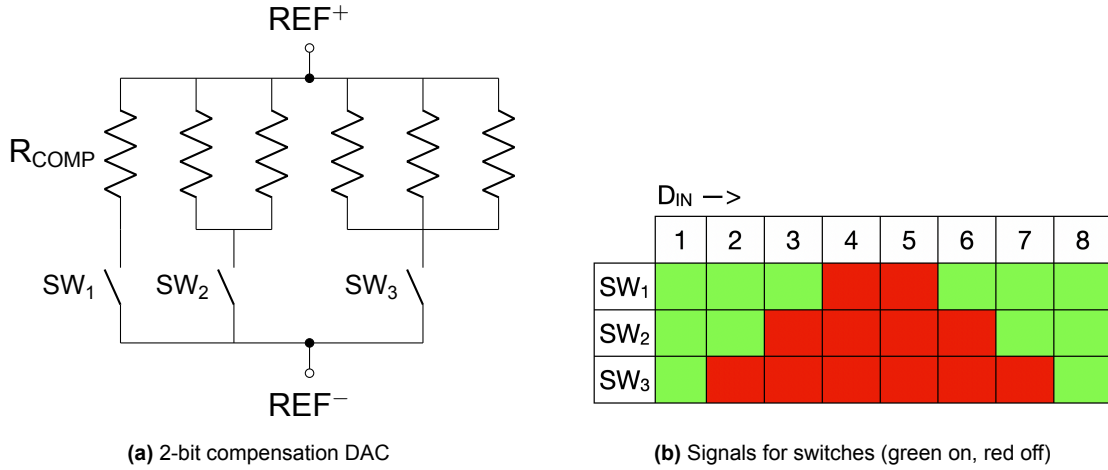 REF+
RCOMP
SW1
SW2
SW3
REF−
(a) 2-bit compensation DAC
DIN —>
1 2 3 4 5 6 7 8
SW1
SW2
SW3
(b) Signals for switches (green on, red off)